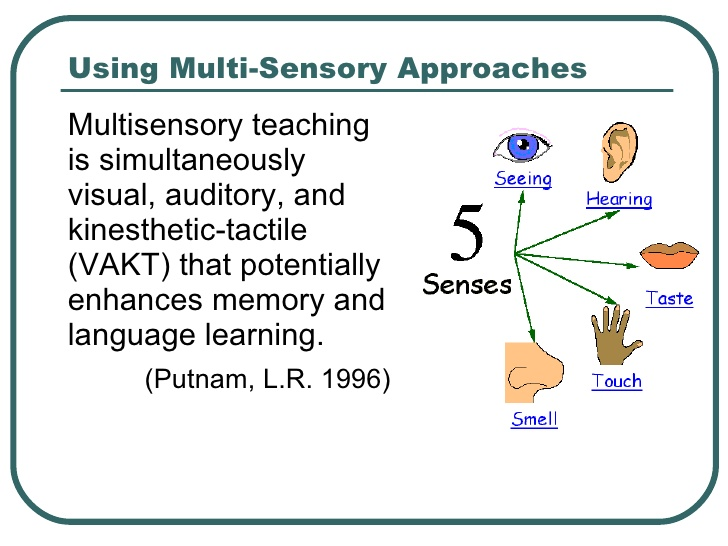 Using Multi-Sensory Approaches
Multisensory teaching
is simultaneously
visual, auditory, and
kinesthetic-tactile
(VAKT) that potentially
enhances memory and
language learning.
(Putnam, L.R. 1996)
5
Senses
Seeing
Hearing
Taste
Touch
Smell